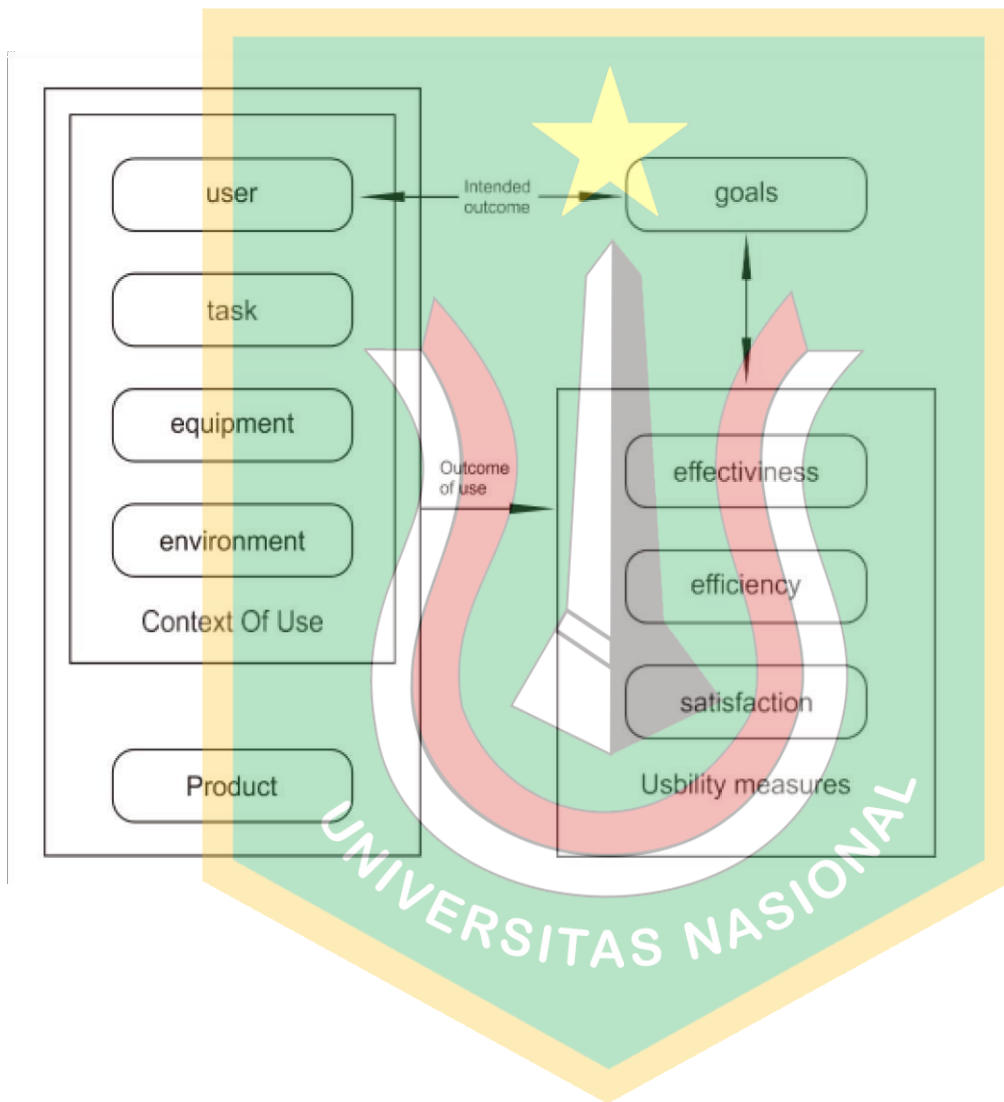 user
Intended
outcome
goals
task
equipment
Outcome
of use
effectiviness
environment
efficiency
Context Of Use
satisfaction
Product
Usbility measures
UNIVERSITAS NASIONAL